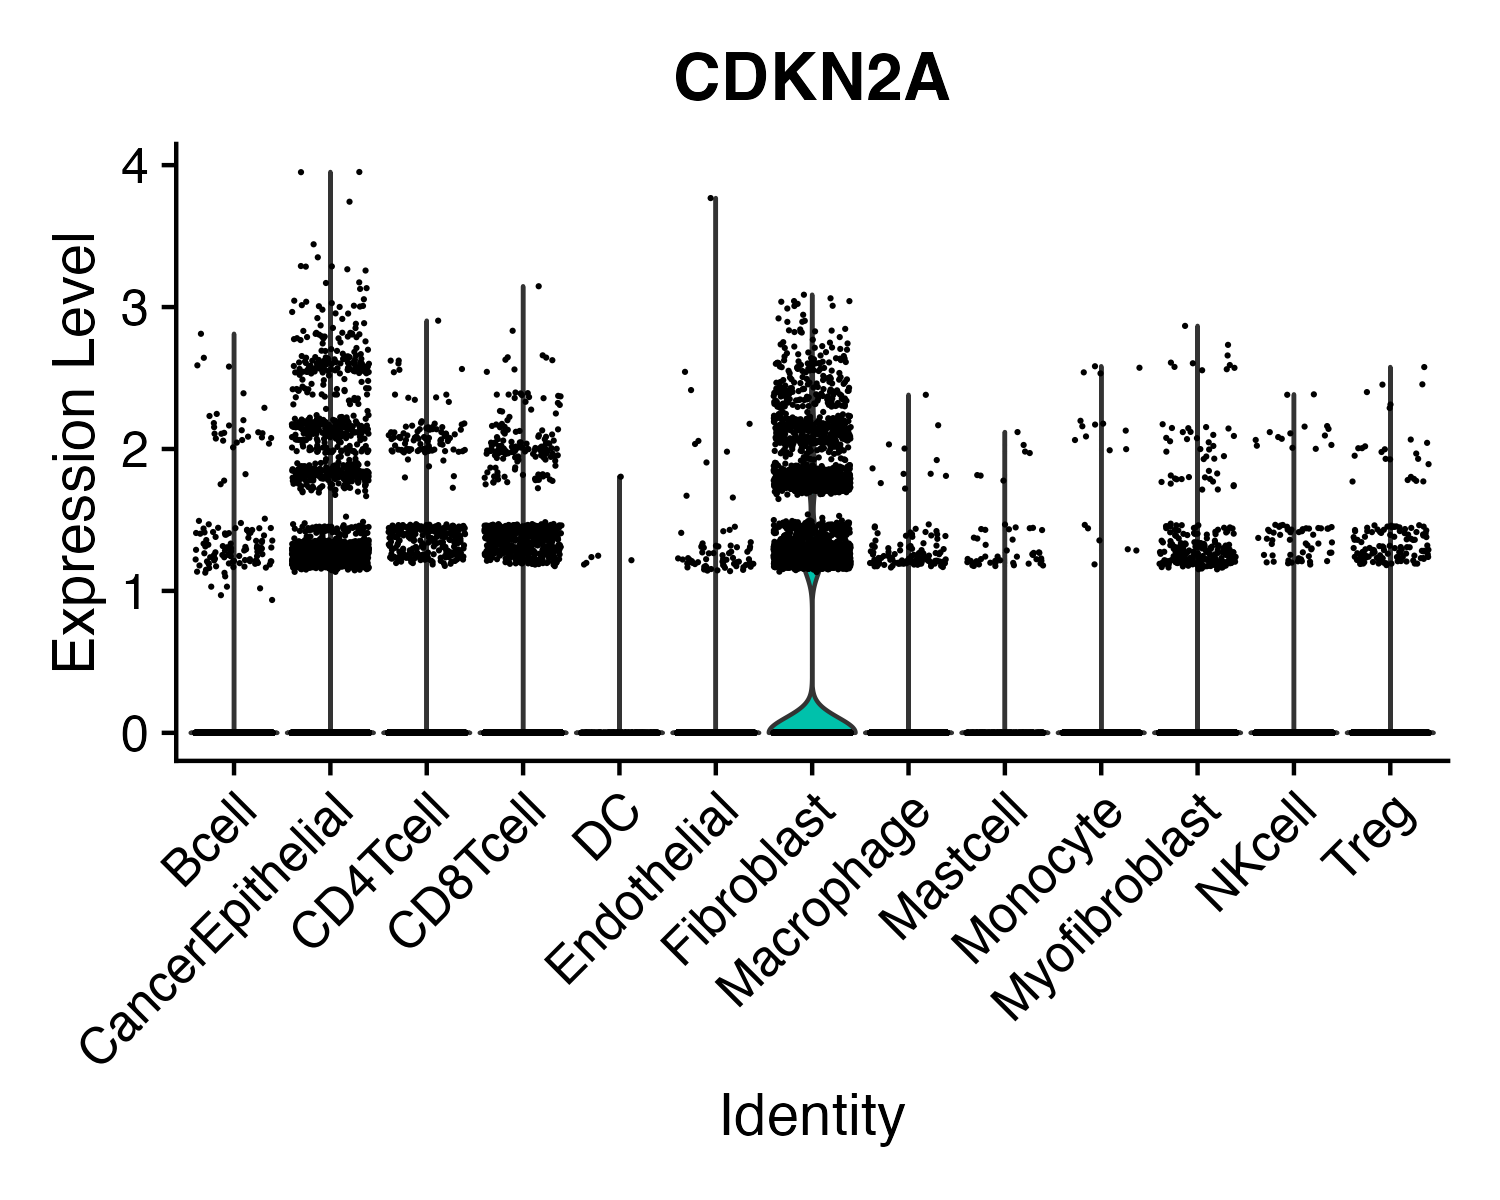 CDKN2A
Expression Level
4
3
2
1
0
Bcell
CancerEpithelial
CD4Tcell
CD8Tcell
DC
Endothelial
Fibroblast
Macrophage
Mastcell
Monocyte
Myofibroblast
NKcell
Treg
Identity